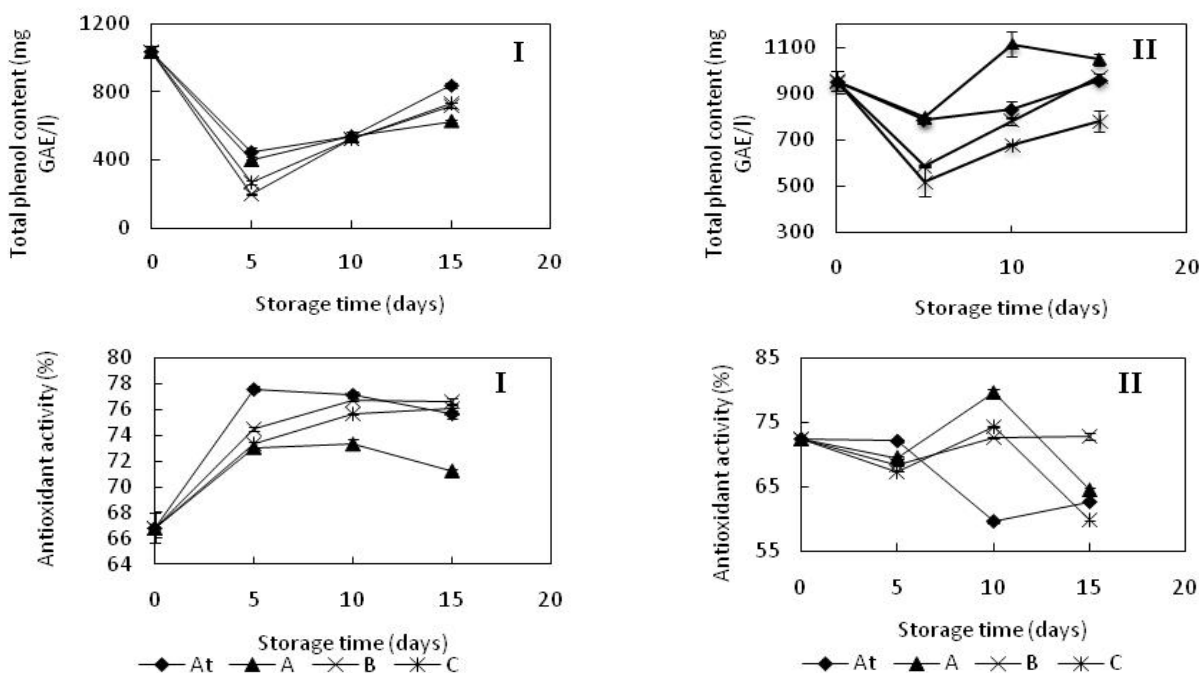 Total phenol content (mg
GAE/l)
1200
800
400
0
I
0 5 10 15 20
Storage time (days)
Total phenol content (mg
GAE/l)
1100
900
700
500
300
II
0 10 20
Storage time (days)
Antioxidant activity (%)
80
78
76
74
72
70
68
66
64
I
0 5 10 15 20
Storage time (days)
At A B C
Antioxidant activity (%)
85
75
65
55
II
0 5 10 15 20
Storage time (days)
At A B C